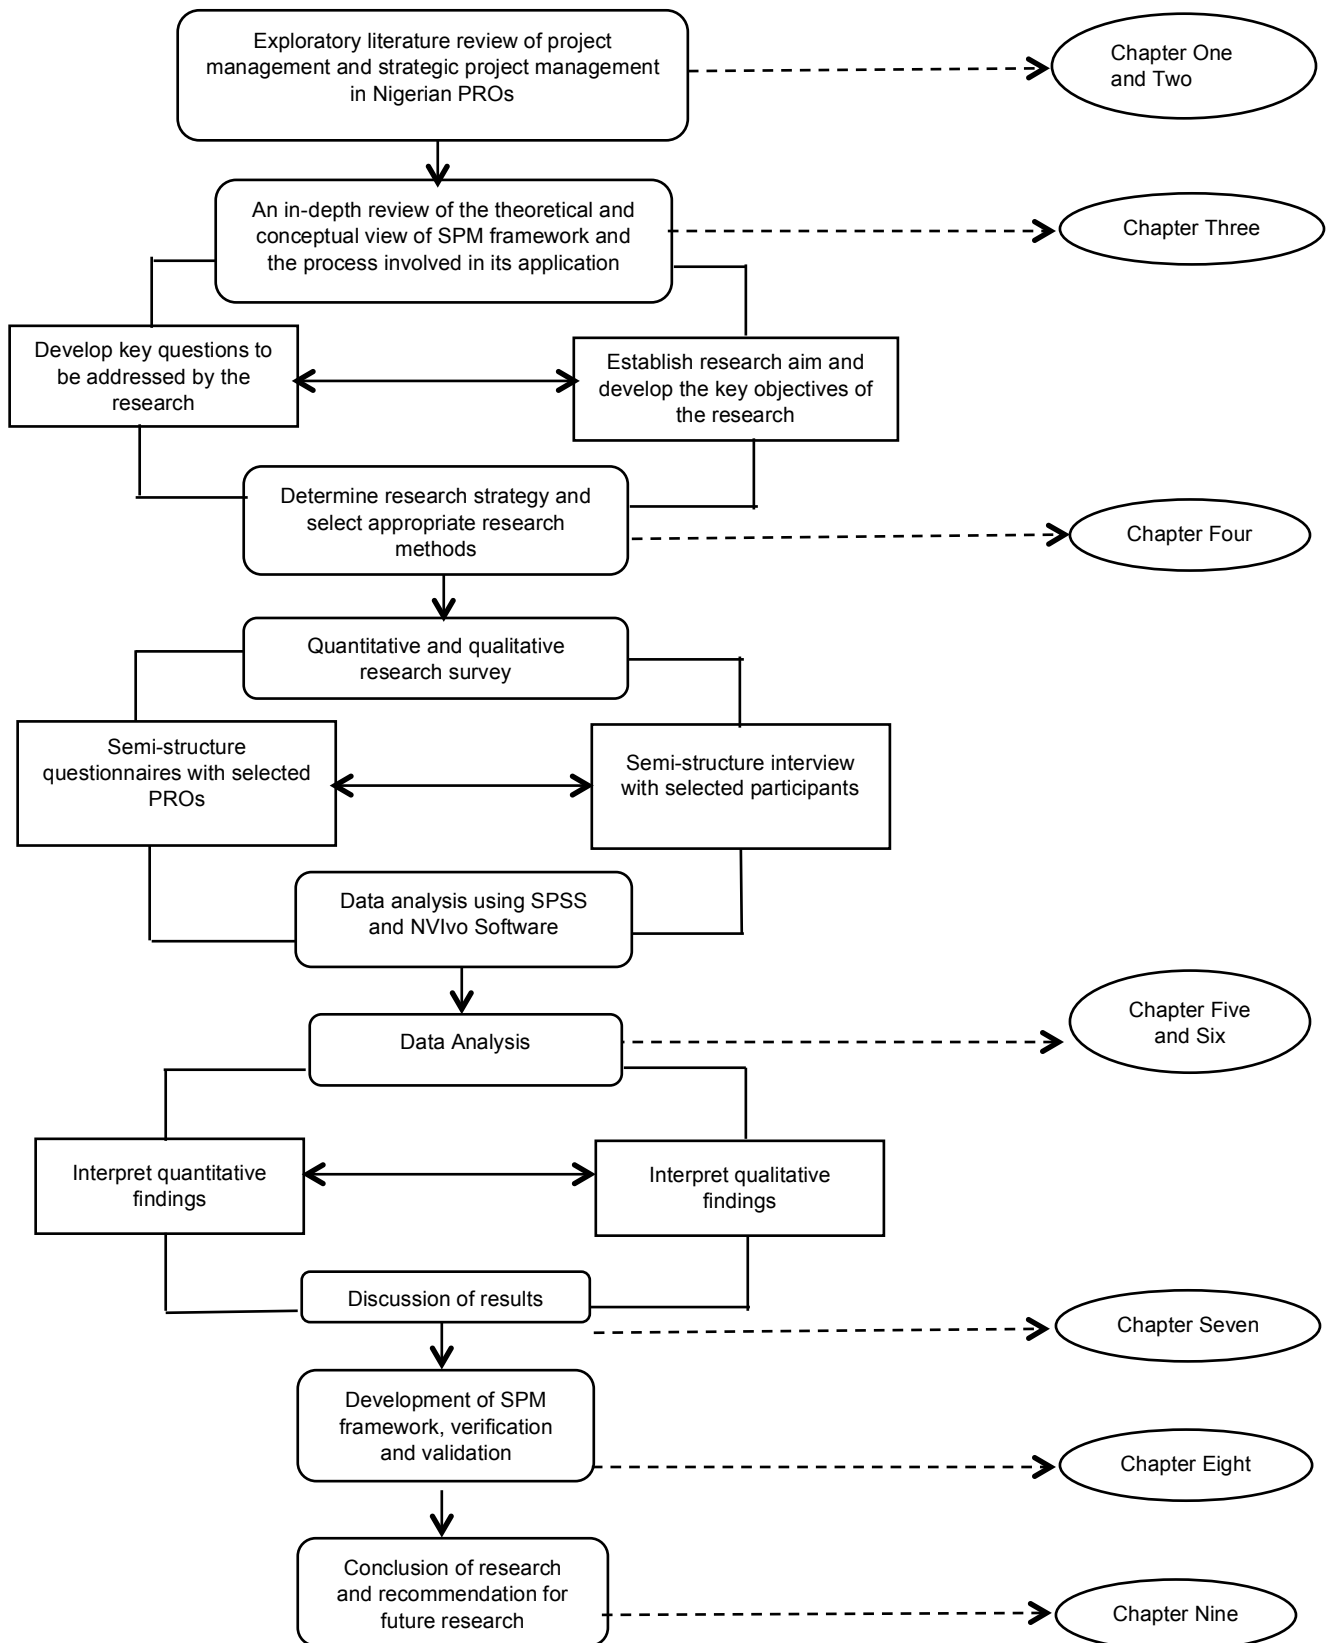 Exploratory literature review of project
management and strategic project management
in Nigerian PROs
Chapter One
and Two
An in-depth review of the theoretical and
conceptual view of SPM framework and
the process involved in its application
Chapter Three
Develop key questions to
be addressed by the
research
Establish research aim and
develop the key objectives of
the research
Determine research strategy and
select appropriate research
methods
Chapter Four
Quantitative and qualitative
research survey
Semi-structure
questionnaires with selected
PROs
Semi-structure interview
with selected participants
Data analysis using SPSS
and NVIvo Software
Data Analysis
Chapter Five
and Six
Interpret quantitative
findings
Interpret qualitative
findings
Discussion of results
Chapter Seven
Development of SPM
framework, verification
and validation
Chapter Eight
Conclusion of research
and recommendation for
future research
Chapter Nine